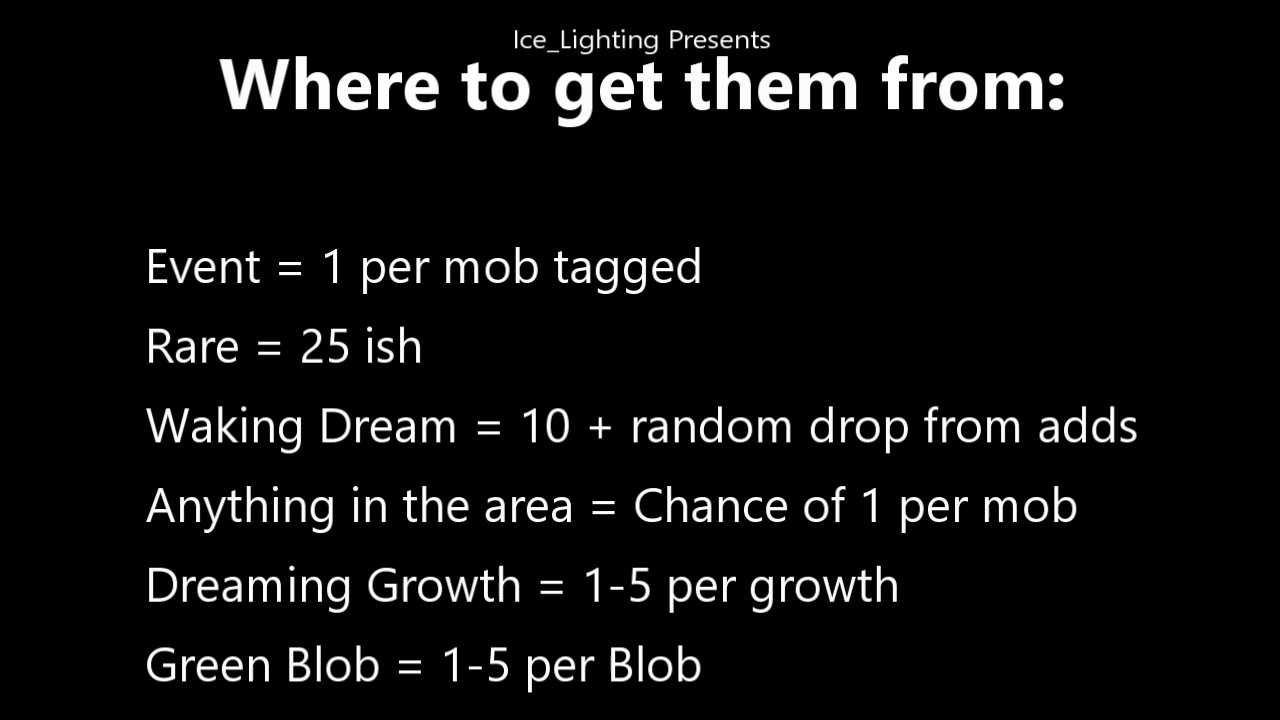 Ice_Lighting Presents
Where to get them from:
Event = 1 per mob tagged
Rare = 25 ish
Waking Dream = 10 + random drop from adds
Anything in the area = Chance of 1 per mob
Dreaming Growth = 1-5 per growth
Green Blob = 1-5 per Blob